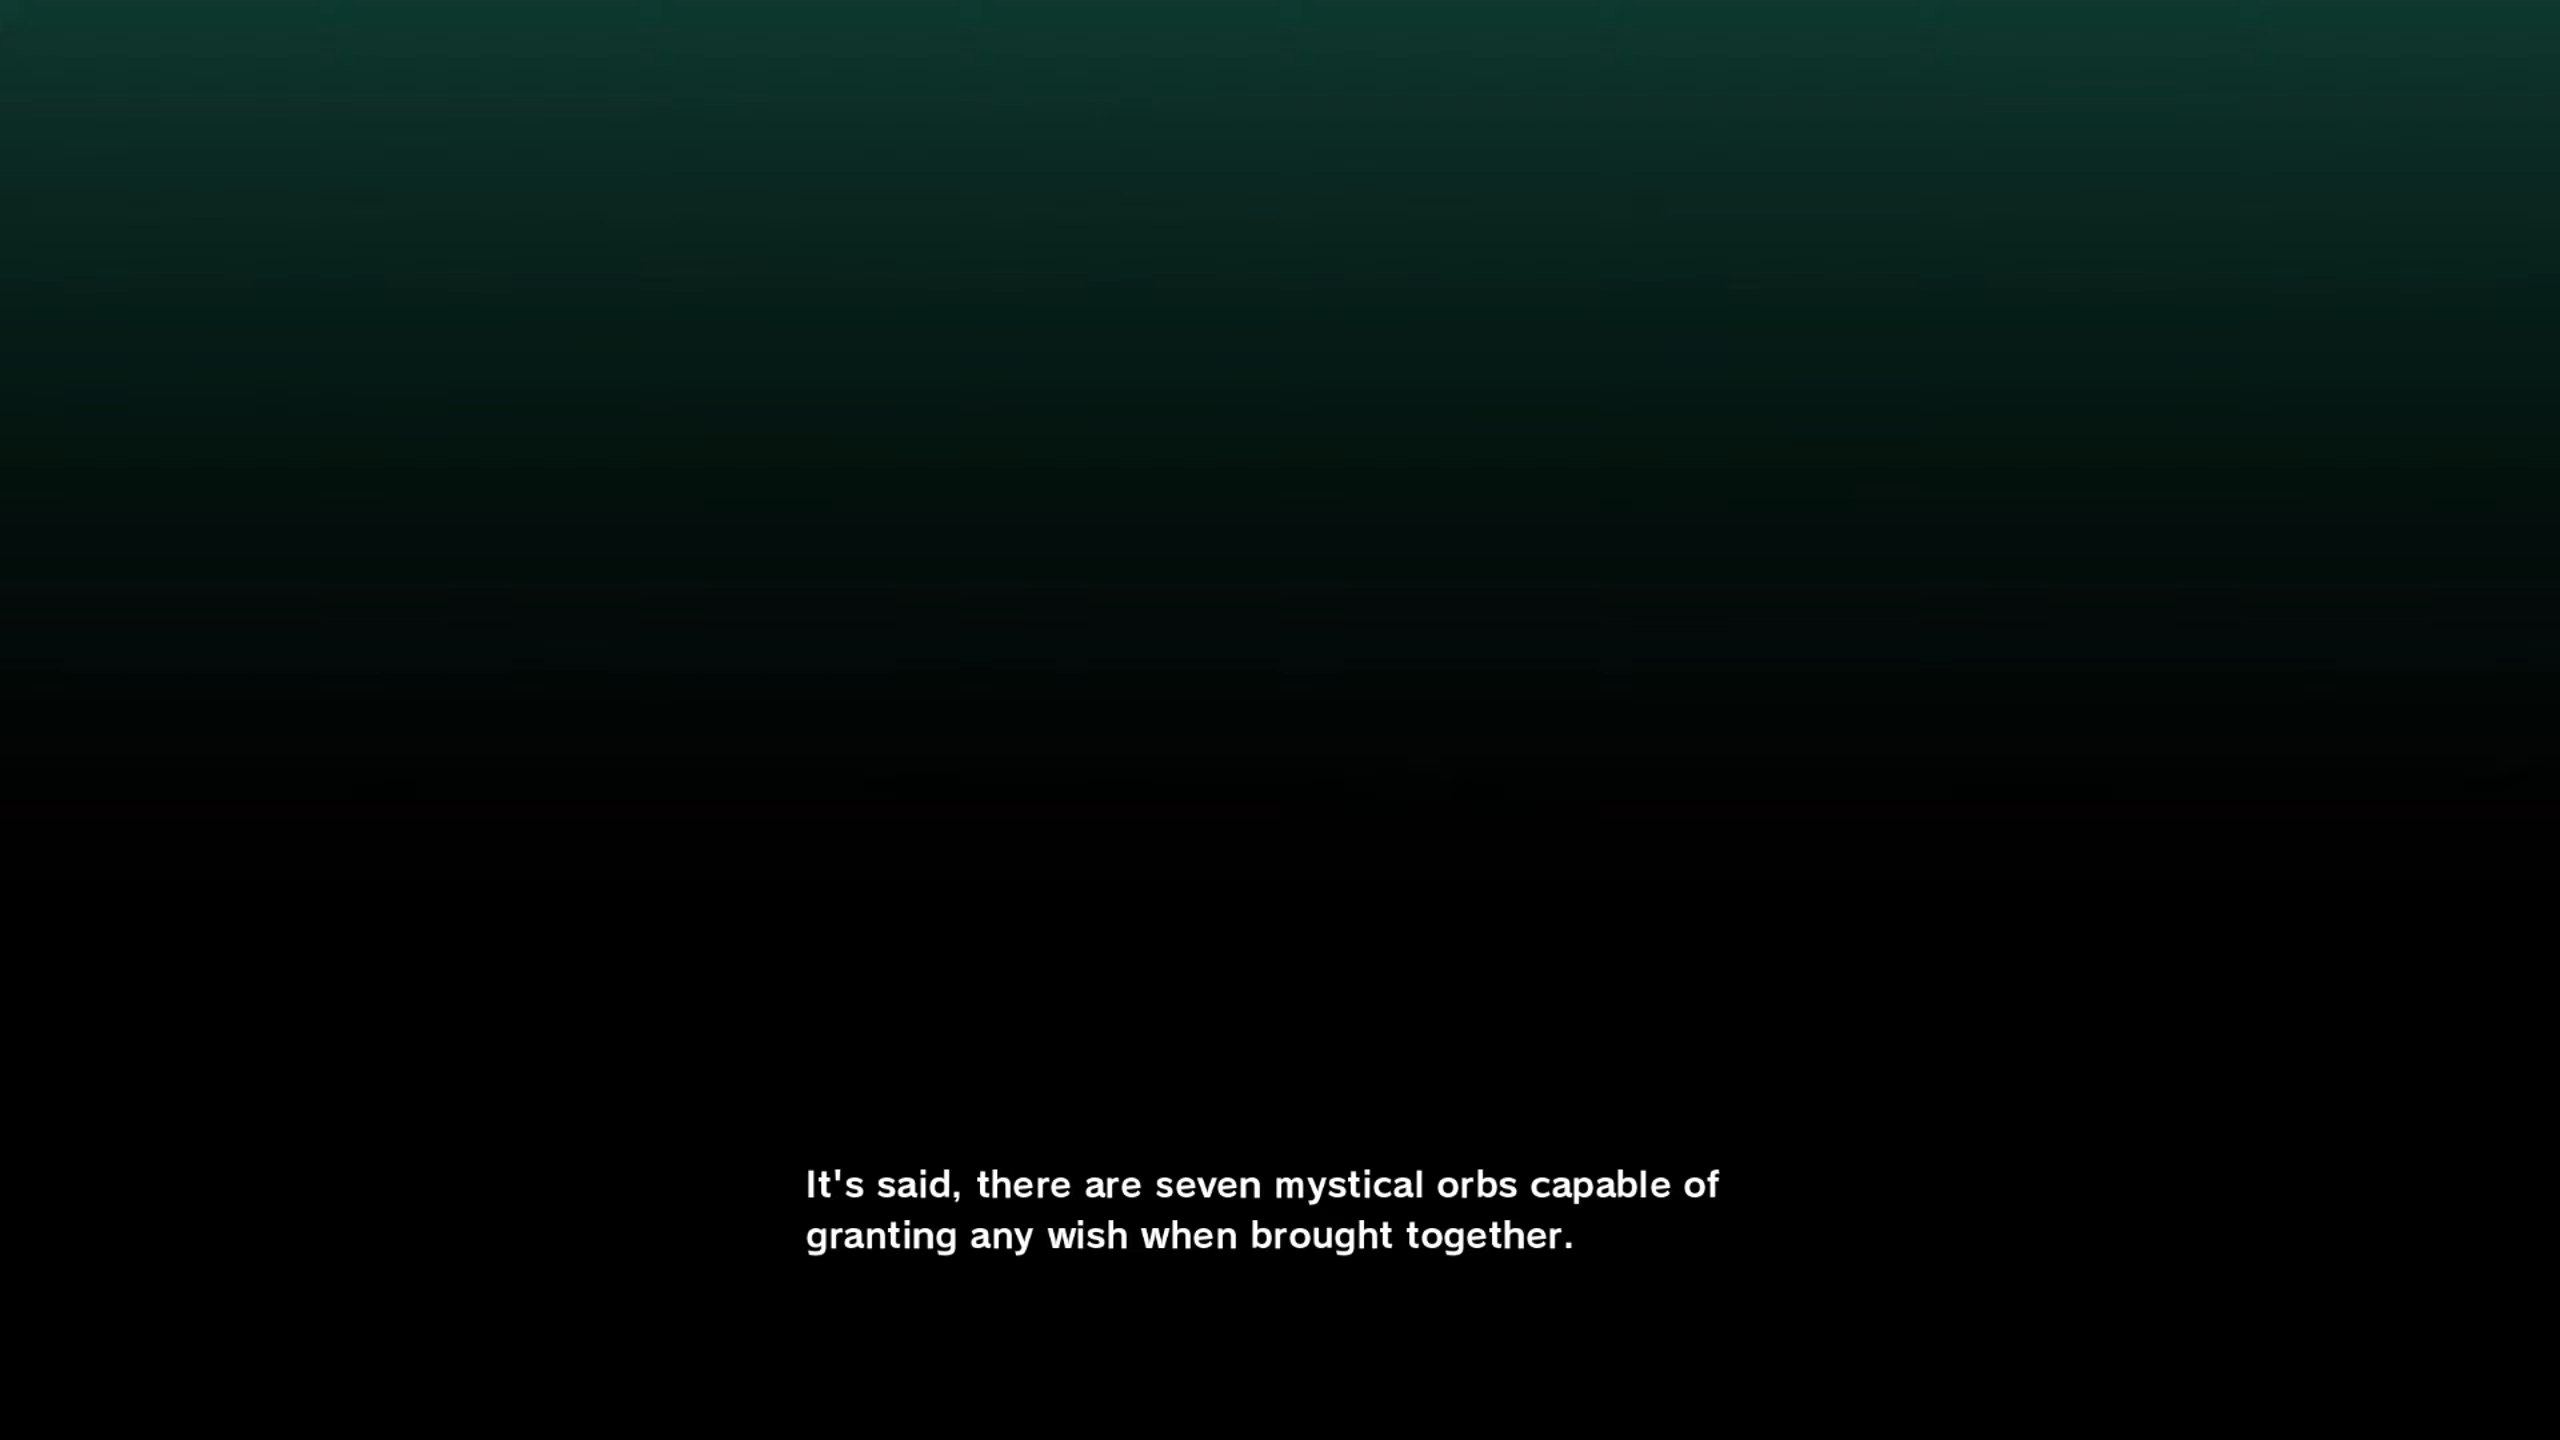 It's said, there are seven mystical orbs capable of
granting any wish when brought together.